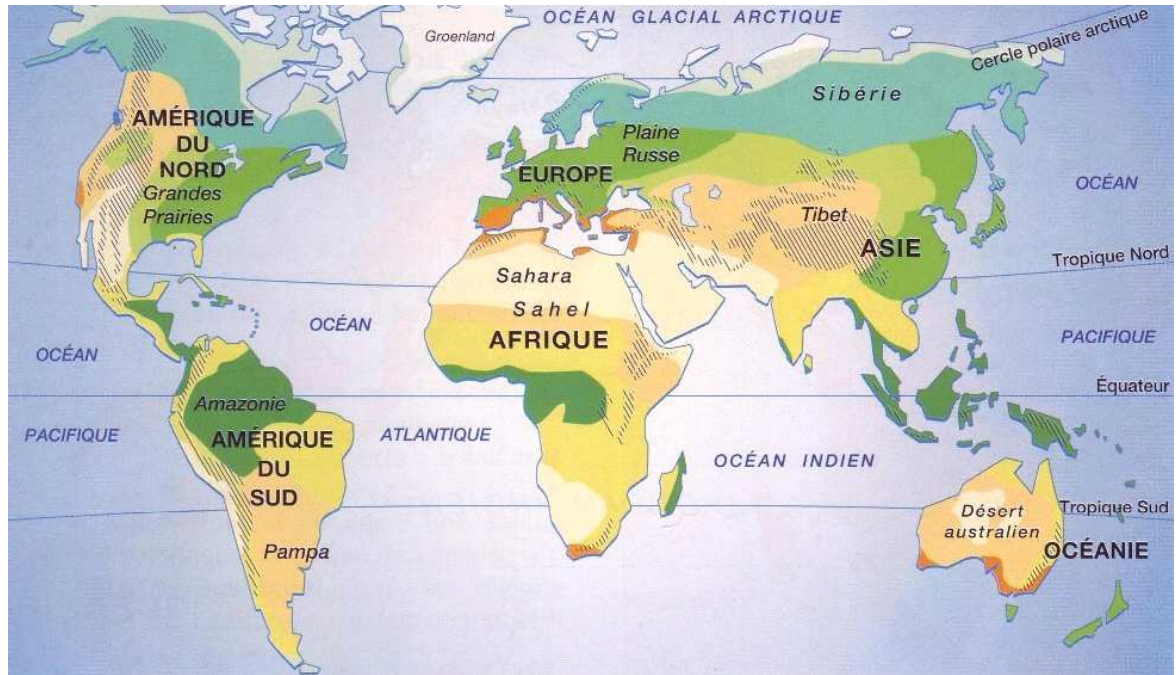 OCÉAN GLACIAL ARCTIQUE
Groenland
Cercle polaire arctique
Sibérie
AMÉRIQUE
DU
NORD
Grandes
Prairies
Plaine
Russe
EUROPE
OCÉAN
Tibet
ASIE
Tropique Nord
Sahara
Sahel
AFRIQUE
OCÉAN
OCÉAN
PACIFIQUE
Équateur
Amazonie
PACIFIQUE
AMÉRIQUE
DU
SUD
ATLANTIQUE
OCÉAN INDIEN
Désert
australien
Tropique Sud
OCÉANIE
Pampa